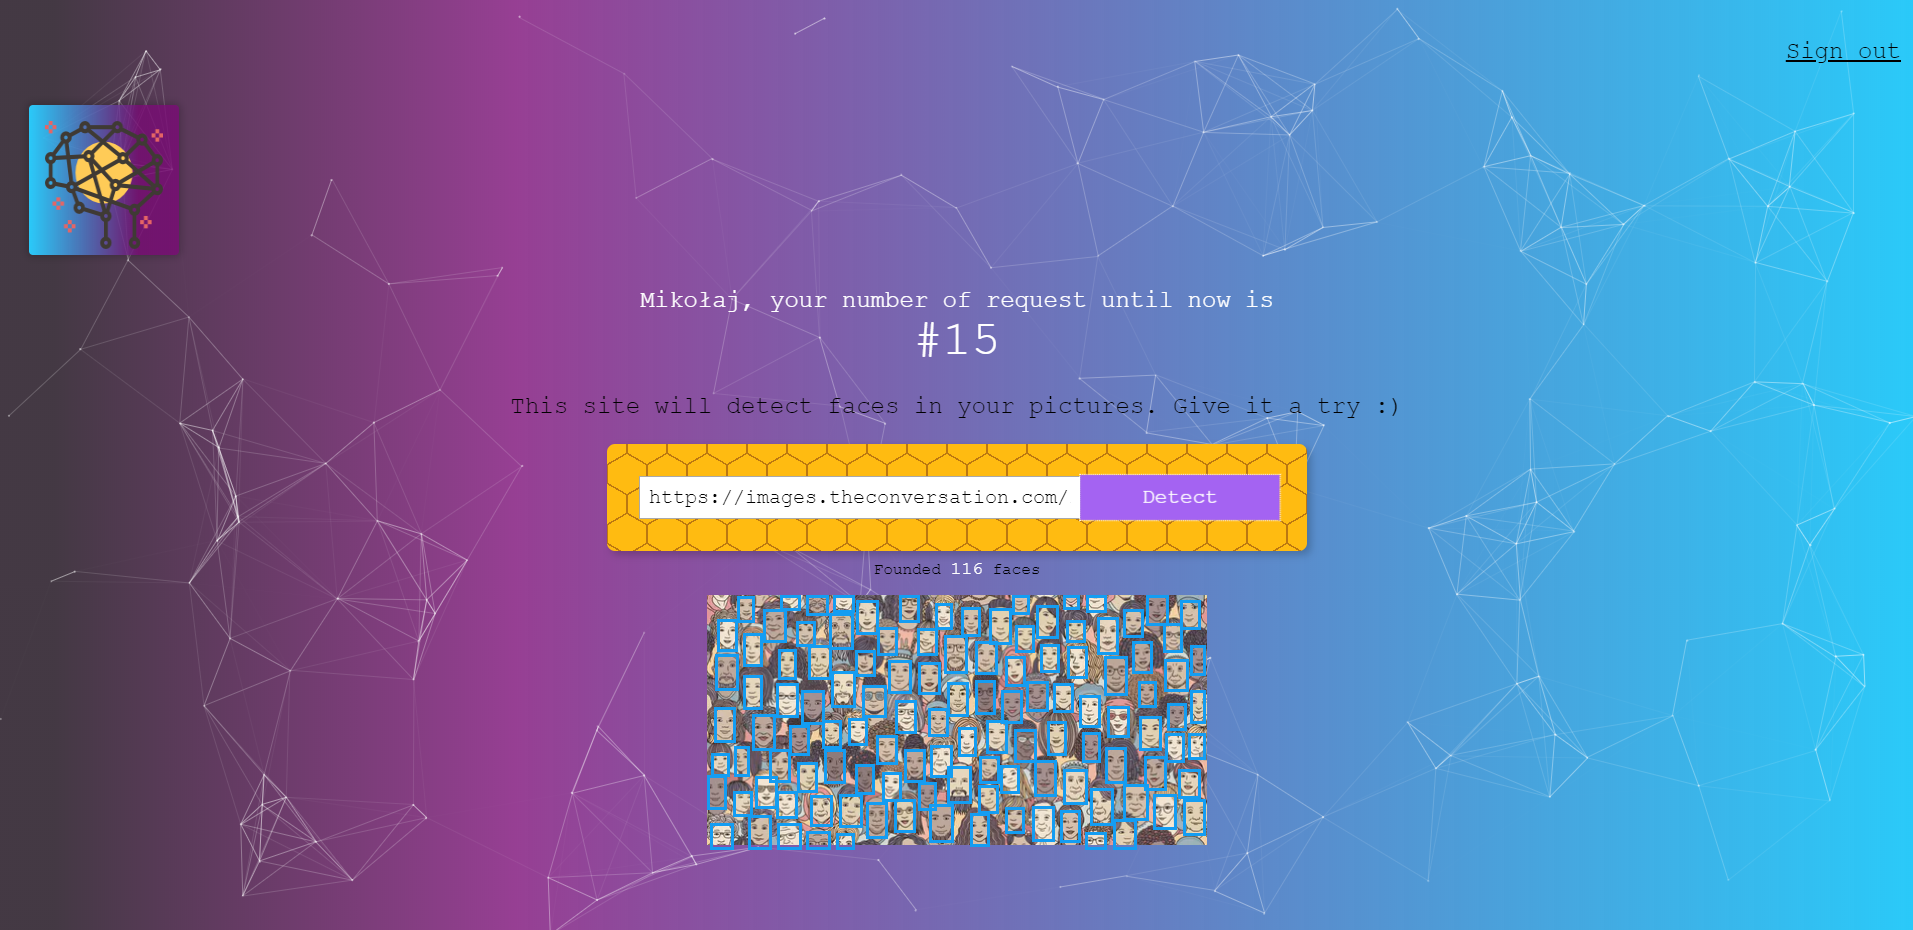 Sign out
Mikołaj, your number of request until now is
#15
This site will detect faces in your pictures. Give it a try :)
https://images.theconversation.com/
Detect
Founded 116 faces